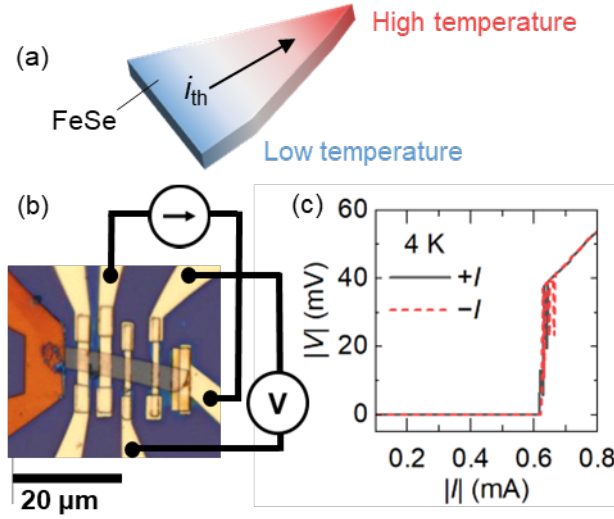 (a)
High temperature
i_th
FeSe
Low temperature
(b)
V
20 µm
(c)
60
40
20
0
|V| (mV)
4 K
+I
−I
0.2 0.4 0.6 0.8
|I| (mA)